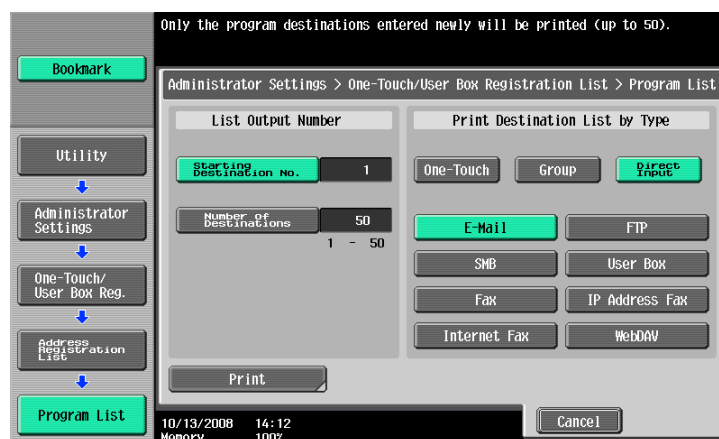 Only the program destinations entered newly will be printed (up to 50).
Bookmark
Administrator Settings > One-Touch/User Box Registration List > Program List
List Output Number
Print Destination List by Type
Utility
Starting
Destination No.
1
One-Touch
Group
Direct
Input
Administrator
Settings
Number of
Destinations
50
1 - 50
E-Mail
FTP
SMB
User Box
One-Touch/
User Box Reg.
Fax
IP Address Fax
Address
Registration
List
Internet Fax
WebDAV
Print
Program List
10/13/2008 14:12
Cancel
Memory 100%